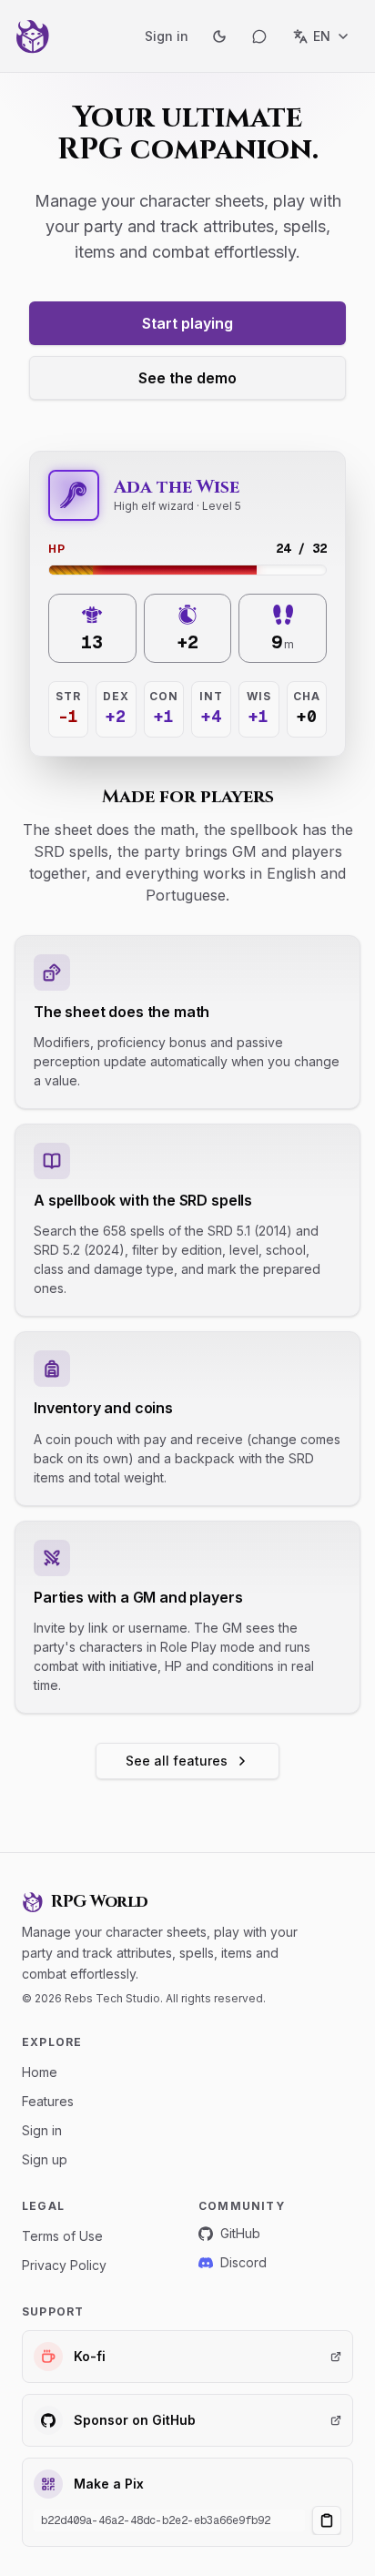 Sign in
EN
Your ultimate
RPG companion.
Manage your character sheets, play with
your party and track attributes, spells,
items and combat effortlessly.
Start playing
See the demo
Ada the Wise
High elf wizard · Level 5
HP
24 / 32
13
+2
9m
STR
DEX
CON
INT
WIS
CHA
-1
+2
+1
+4
+1
+0
Made for players
The sheet does the math, the spellbook has the
SRD spells, the party brings GM and players
together, and everything works in English and
Portuguese.
The sheet does the math
Modifiers, proficiency bonus and passive
perception update automatically when you change
a value.
A spellbook with the SRD spells
Search the 658 spells of the SRD 5.1 (2014) and
SRD 5.2 (2024), filter by edition, level, school,
class and damage type, and mark the prepared
ones.
Inventory and coins
A coin pouch with pay and receive (change comes
back on its own) and a backpack with the SRD
items and total weight.
Parties with a GM and players
Invite by link or username. The GM sees the
party's characters in Role Play mode and runs
combat with initiative, HP and conditions in real
time.
See all features
RPG World
Manage your character sheets, play with your
party and track attributes, spells, items and
combat effortlessly.
© 2026 Rebs Tech Studio. All rights reserved.
EXPLORE
Home
Features
Sign in
Sign up
LEGAL
Terms of Use
Privacy Policy
COMMUNITY
GitHub
Discord
SUPPORT
Ko-fi
Sponsor on GitHub
Make a Pix
b22d409a-46a2-48dc-b2e2-eb3a66e9fb92